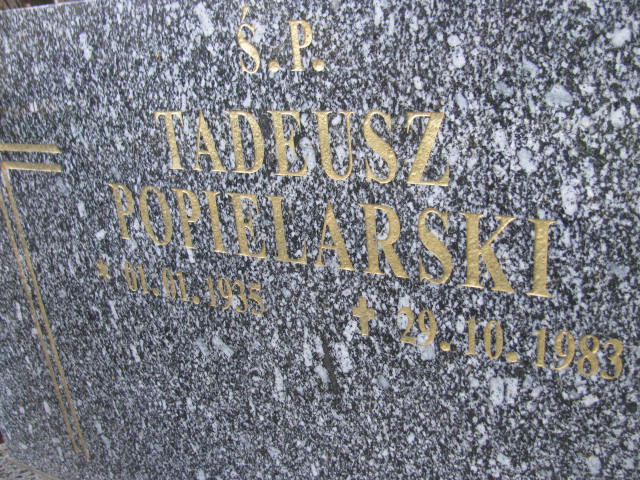 Ś.P.
TADEUSZ
POPIELARSKI
* 01.01.1935 ✝ 29.10.1983